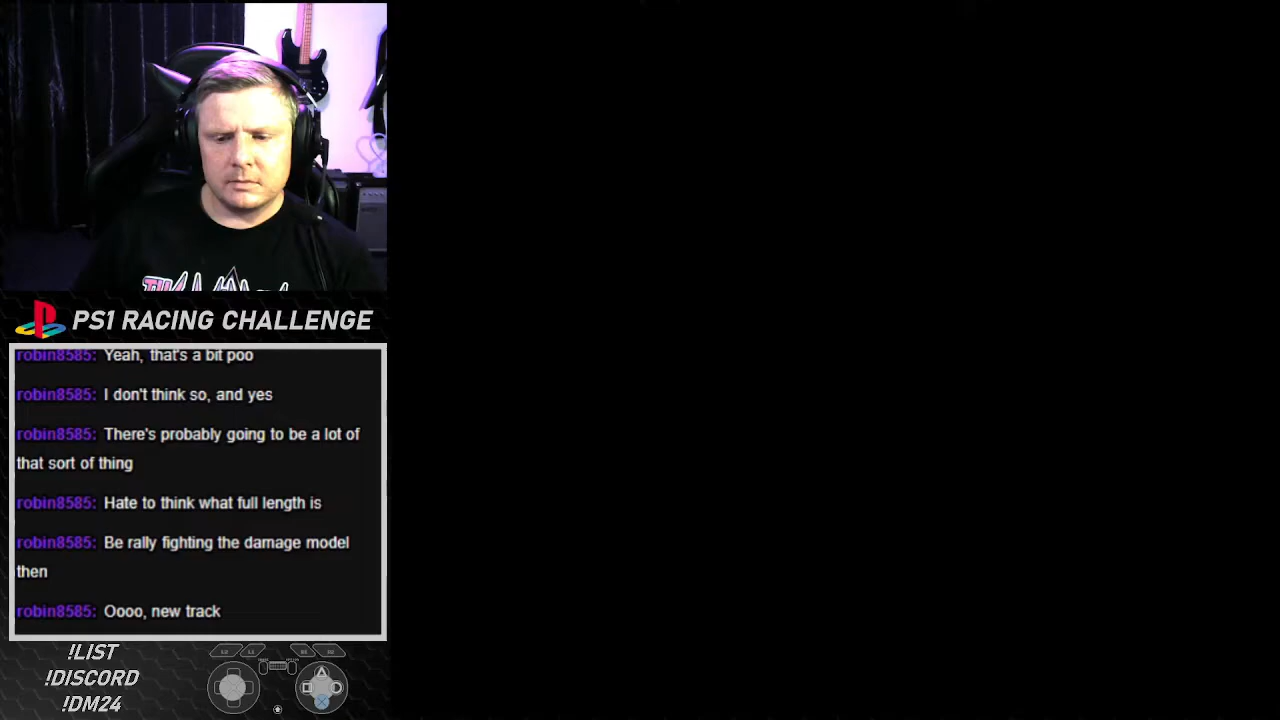 PS1 RACING CHALLENGE
robin8585: Yeah, that's a bit poo
robin8585: I don't think so, and yes
robin8585: There's probably going to be a lot of
that sort of thing
robin8585: Hate to think what full length is
robin8585: Be rally fighting the damage model
then
robin8585: Oooo, new track
!LIST
!DISCORD
!DM24